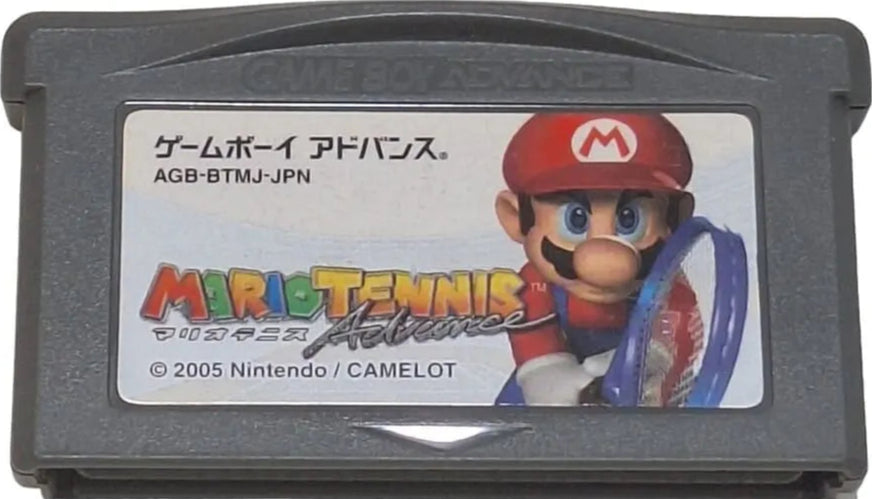 GAME BOY ADVANCE
ゲームボーイ アドバンス®
AGB-BTMJ-JPN
M
MARIO TENNIS™
マリオテニス Advance
© 2005 Nintendo / CAMELOT